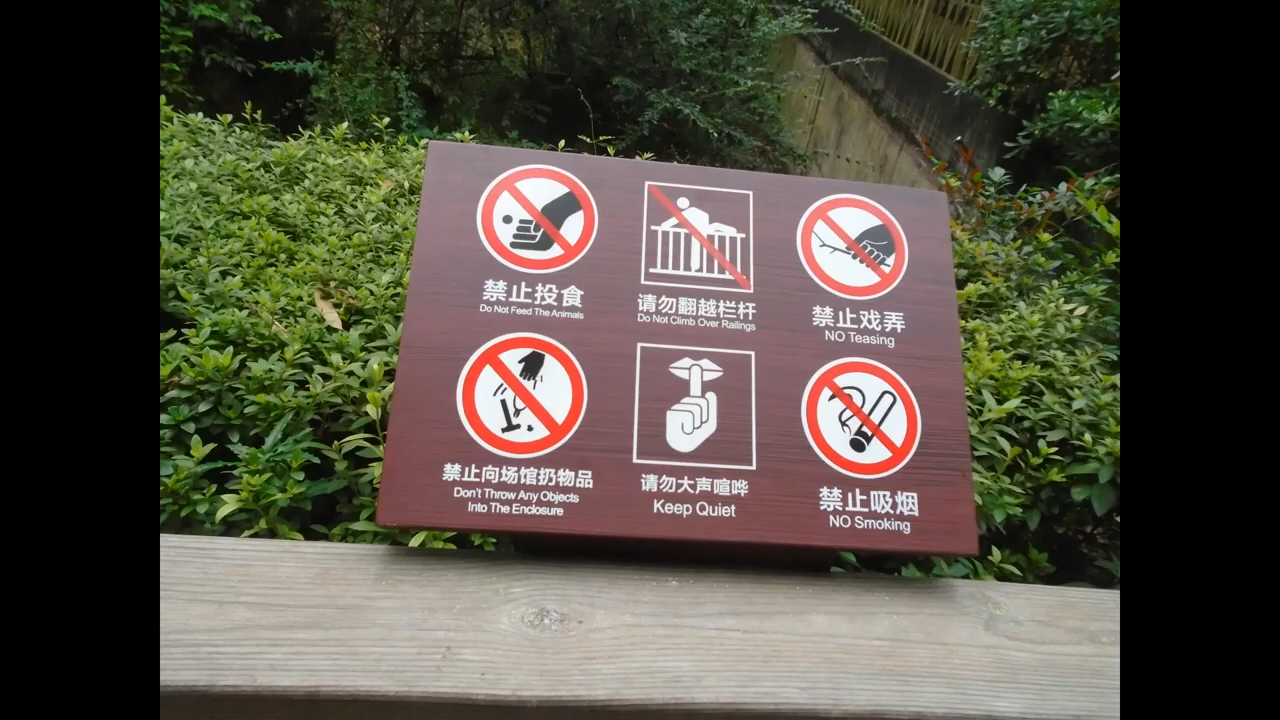 禁止投食
Do Not Feed The Animals
请勿翻越栏杆
Do Not Climb Over Railings
禁止戏弄
NO Teasing
禁止向场馆扔物品
Don't Throw Any Objects
Into The Enclosure
请勿大声喧哗
Keep Quiet
禁止吸烟
NO Smoking